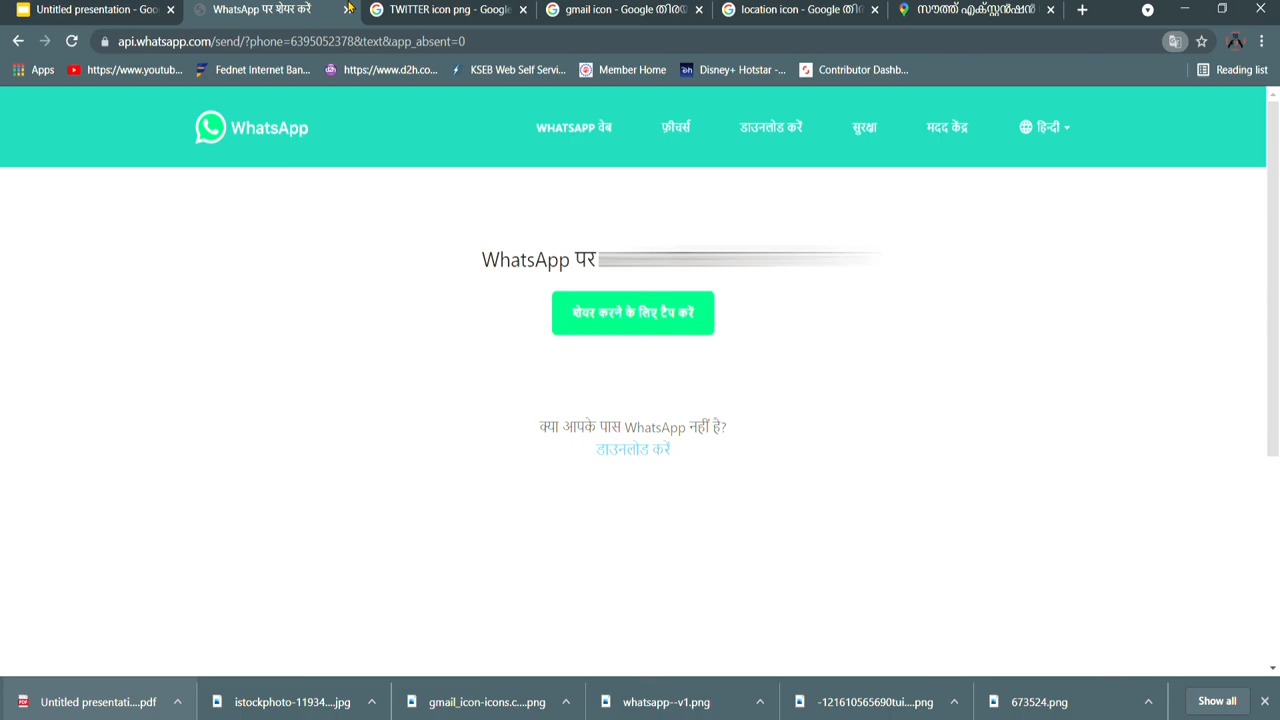 Untitled presentation - Goo
WhatsApp पर शेयर करें
TWITTER icon png - Google
gmail icon - Google തിരയ
location icon - Google തിര
സൗത്ത് എക്സ്റ്റൻഷൻ
api.whatsapp.com/send/?phone=6395052378&text&app_absent=0
Apps
https://www.youtub...
Fednet Internet Ban...
https://www.d2h.co...
KSEB Web Self Servi...
Member Home
Disney+ Hotstar -...
Contributor Dashb...
Reading list
WhatsApp
WHATSAPP वेब
फ़ीचर्स
डाउनलोड करें
सुरक्षा
मदद केंद्र
हिन्दी
WhatsApp पर
शेयर करने के लिए टैप करें
क्या आपके पास WhatsApp नहीं है?
डाउनलोड करें
Untitled presentati....pdf
istockphoto-11934...jpg
gmail_icon-icons.c....png
whatsapp--v1.png
-121610565690tui....png
673524.png
Show all